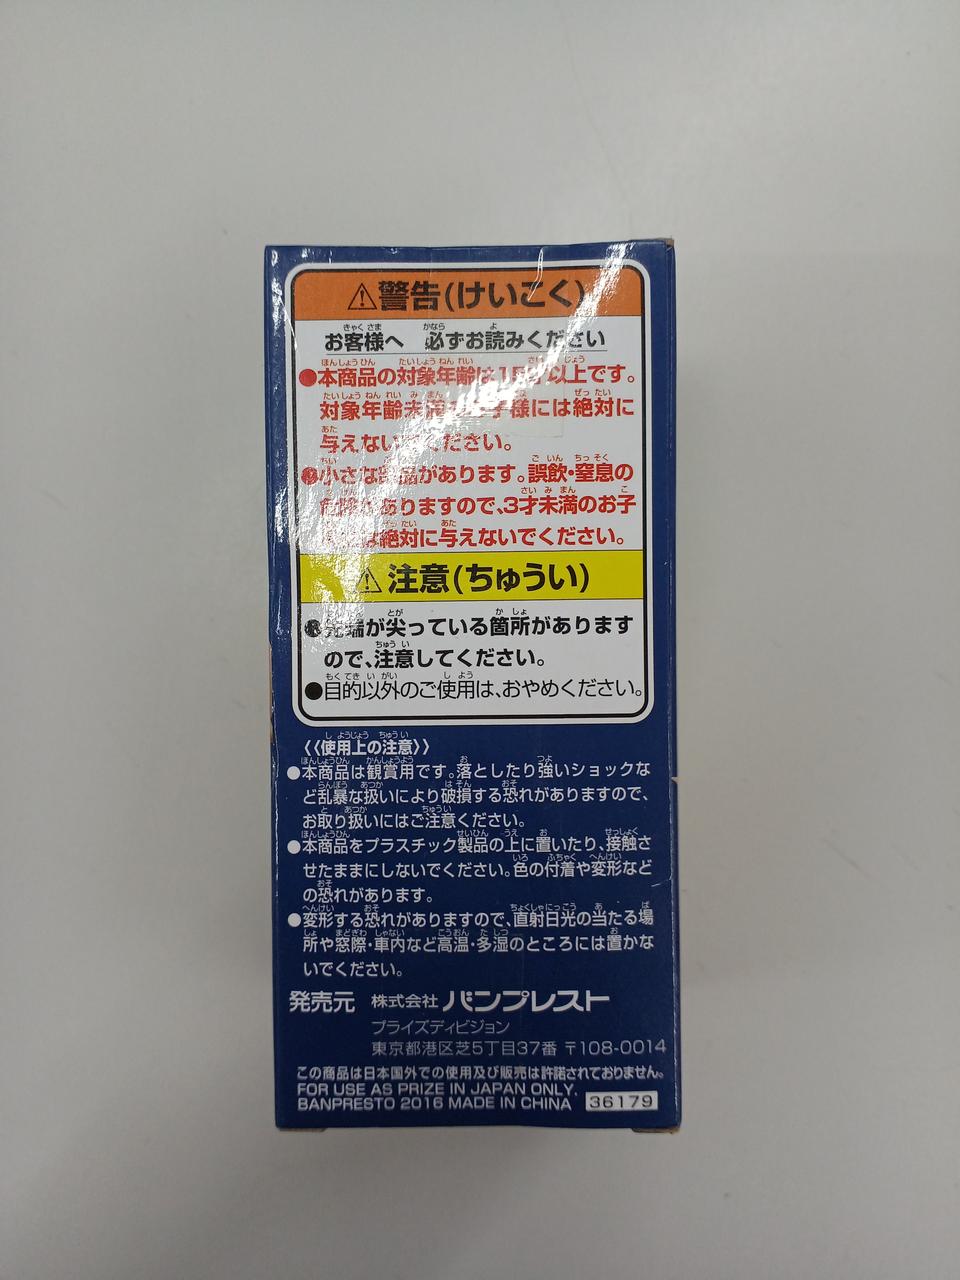 ⚠警告(けいこく)
お客様へ 必ずお読みください
●本商品の対象年齢は15才以上です。
対象年齢未満 様には絶対に
与えないでください。
●小さな部品があります。誤飲・窒息の
危険がありますので、3才未満のお子
は絶対に与えないでください。
⚠注意(ちゅうい)
●先端が尖っている箇所があります
ので、注意してください。
●目的以外のご使用は、おやめください。
《使用上の注意》
●本商品は観賞用です。落としたり強いショックな
ど乱暴な扱いにより破損する恐れがありますので、
お取り扱いにはご注意ください。
●本商品をプラスチック製品の上に置いたり、接触さ
せたままにしないでください。色の付着や変形など
の恐れがあります。
●変形する恐れがありますので、直射日光の当たる場
所や窓際・車内など高温・多湿のところには置かな
いでください。
発売元 株式会社 バンプレスト
プライズディビジョン
東京都港区芝5丁目37番 〒108-0014
この商品は日本国外での使用及び販売は許諾されておりません。
FOR USE AS PRIZE IN JAPAN ONLY.
BANPRESTO 2016 MADE IN CHINA 36179